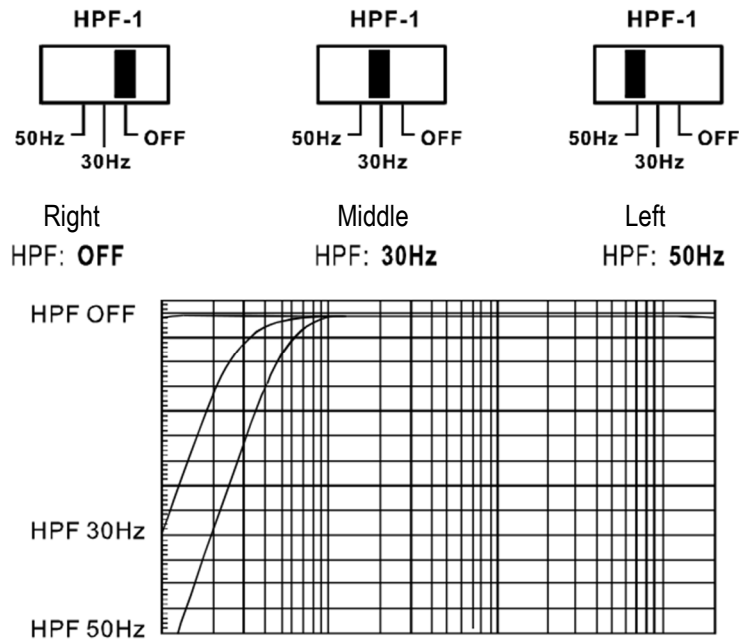 HPF-1 HPF-1 HPF-1
50Hz OFF 50Hz OFF 50Hz OFF
30Hz 30Hz 30Hz
Right Middle Left
HPF: OFF HPF: 30Hz HPF: 50Hz
HPF OFF
HPF 30Hz
HPF 50Hz